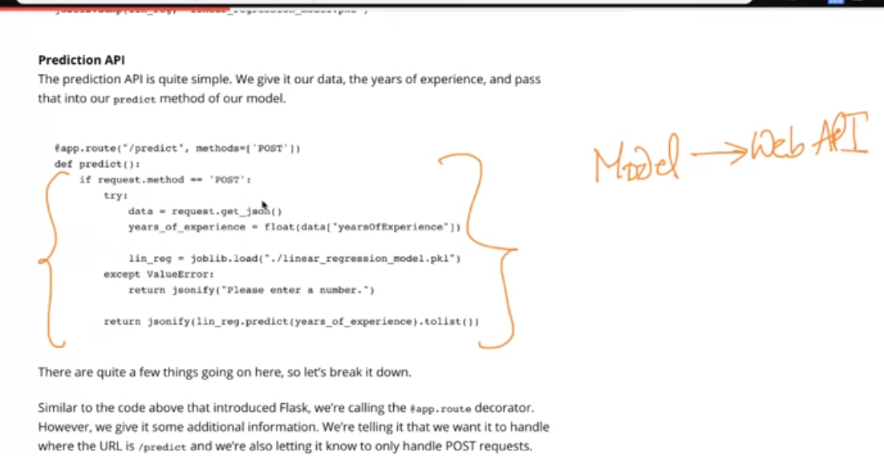 Prediction API
The prediction API is quite simple. We give it our data, the years of experience, and pass
that into our predict method of our model.
@app.route("/predict", methods=['POST'])
def predict():
if request.method == 'POST':
try:
data = request.get_json()
years_of_experience = float(data["yearsOfExperience"])
lin_reg = joblib.load("./linear_regression_model.pkl")
except ValueError:
return jsonify("Please enter a number.")
return jsonify(lin_reg.predict(years_of_experience).tolist())
Model → Web API
There are quite a few things going on here, so let's break it down.
Similar to the code above that introduced Flask, we're calling the @app.route decorator.
However, we give it some additional information. We're telling it that we want it to handle
where the URL is /predict and we're also letting it know to only handle POST requests.